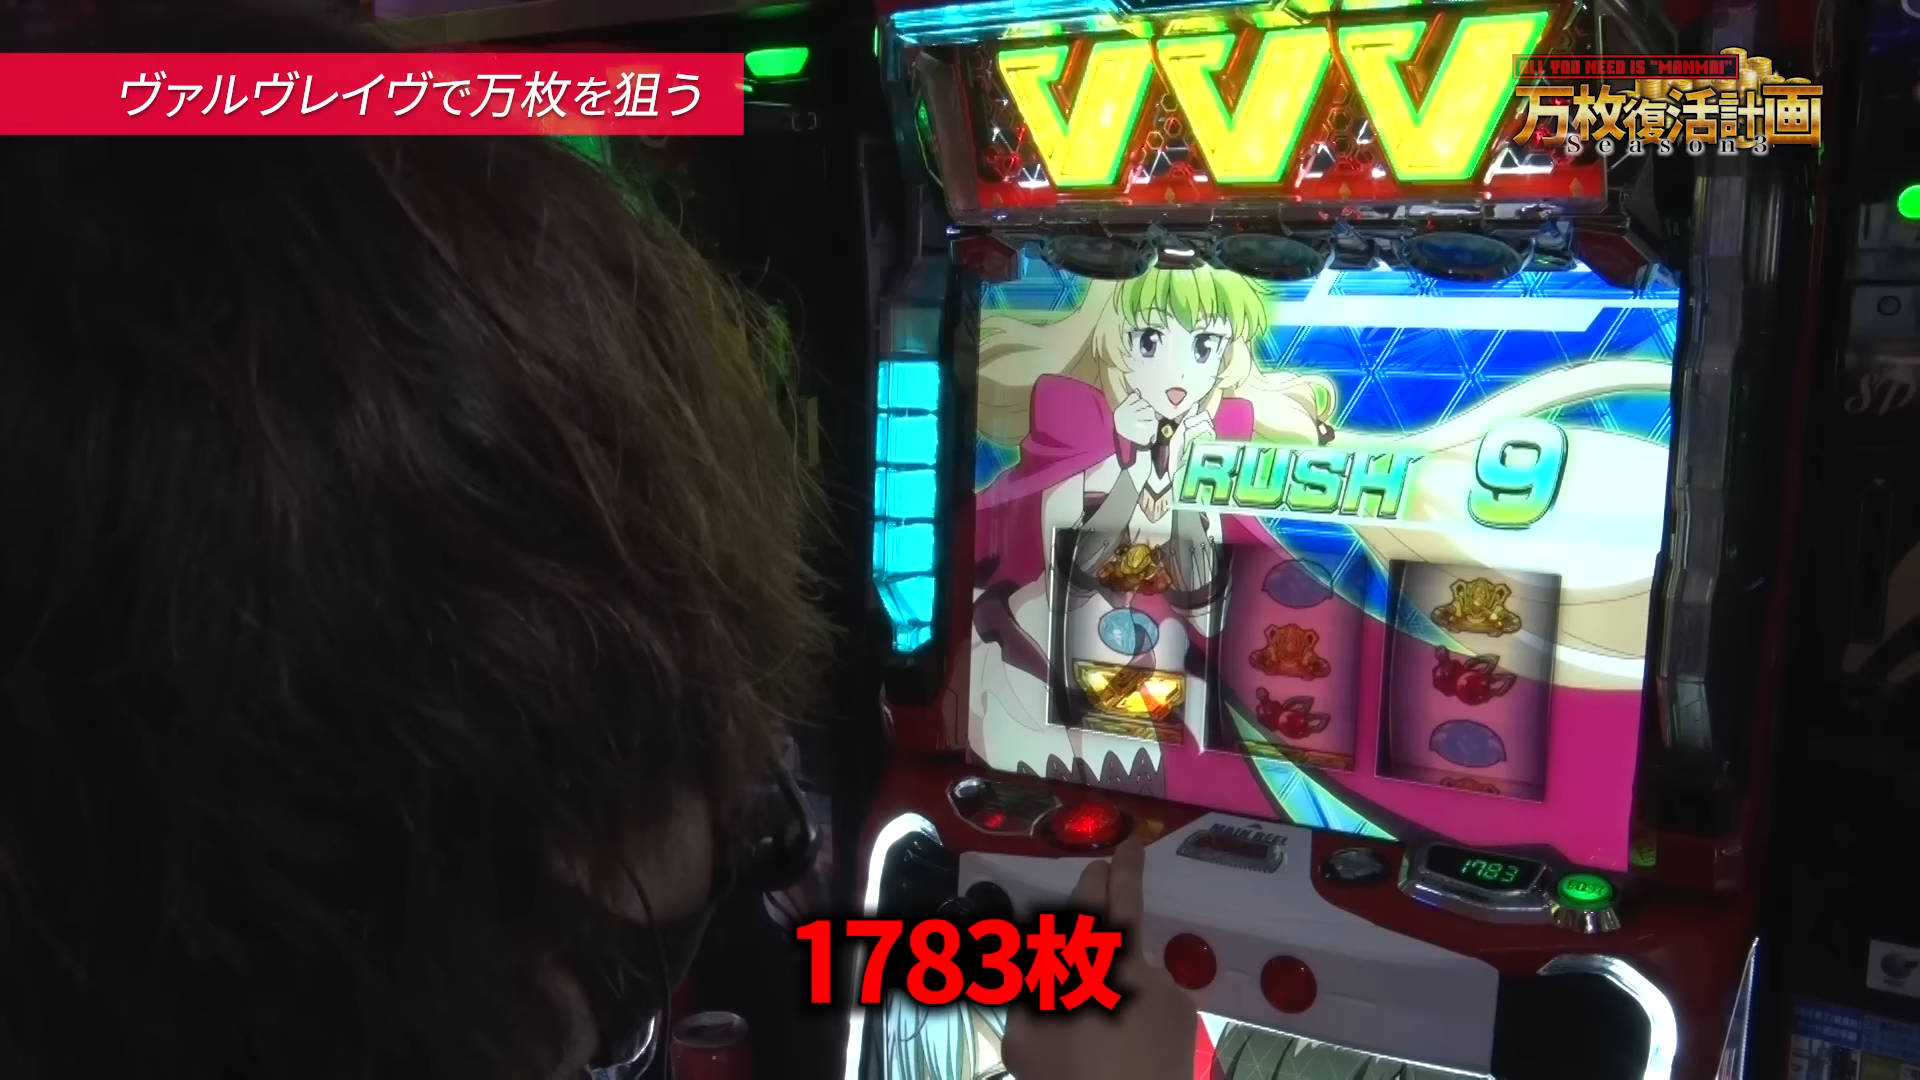 ヴァルヴレイヴで万枚を狙う
ALL YOU NEED IS "MANMAI"
万枚復活計画
Season3
VVV
RUSH 9
MAIN REEL
1783
1783枚